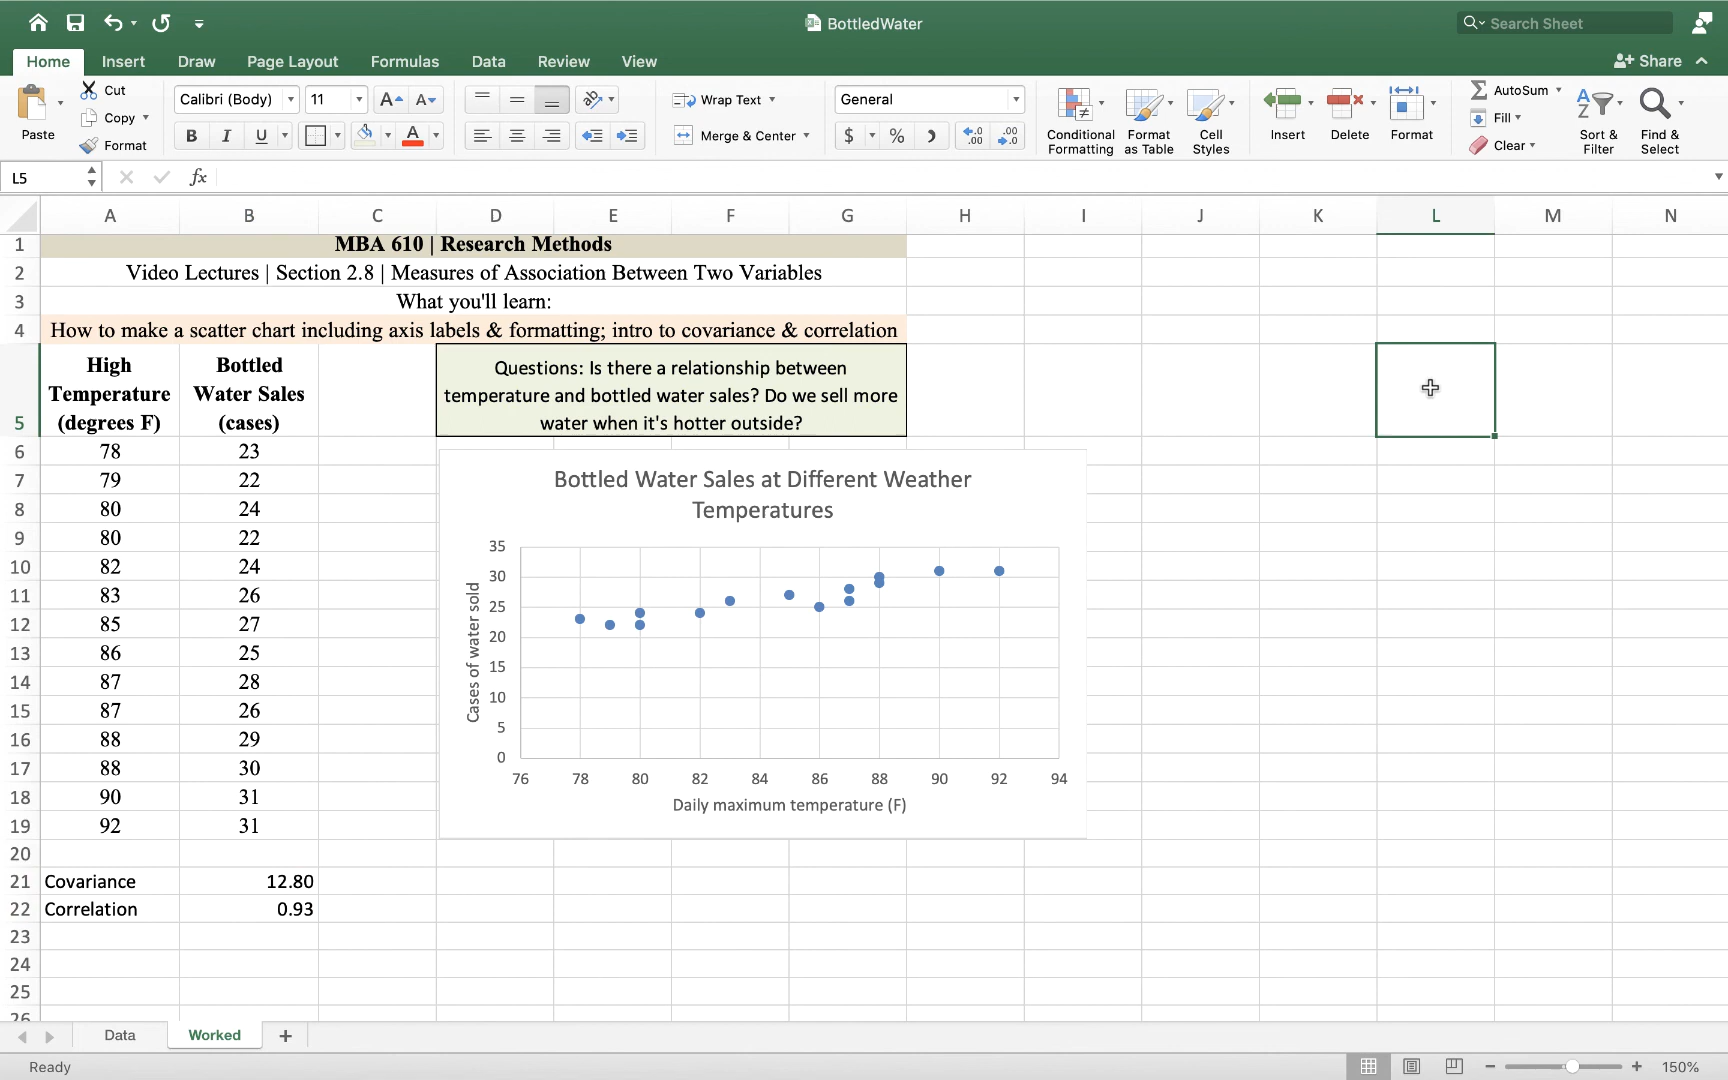 BottledWater
Search Sheet
Home Insert Draw Page Layout Formulas Data Review View
Share
Paste
Cut
Copy
Format
Calibri (Body) 11
B I U
Wrap Text
Merge & Center
General
$ % )
Conditional Formatting
Format as Table
Cell Styles
Insert Delete Format
AutoSum
Fill
Clear
Sort & Filter
Find & Select
L5 fx
A B C D E F G H I J K L M N
1 MBA 610 | Research Methods
2 Video Lectures | Section 2.8 | Measures of Association Between Two Variables
3 What you'll learn:
4 How to make a scatter chart including axis labels & formatting; intro to covariance & correlation
5 High Temperature (degrees F) Bottled Water Sales (cases)
Questions: Is there a relationship between
temperature and bottled water sales? Do we sell more
water when it's hotter outside?
6 78 23
7 79 22
8 80 24
9 80 22
10 82 24
11 83 26
12 85 27
13 86 25
14 87 28
15 87 26
16 88 29
17 88 30
18 90 31
19 92 31
20
21 Covariance 12.80
22 Correlation 0.93
23
24
25
26
Bottled Water Sales at Different Weather
Temperatures
Cases of water sold
35
30
25
20
15
10
5
0
76 78 80 82 84 86 88 90 92 94
Daily maximum temperature (F)
Data Worked +
Ready
150%